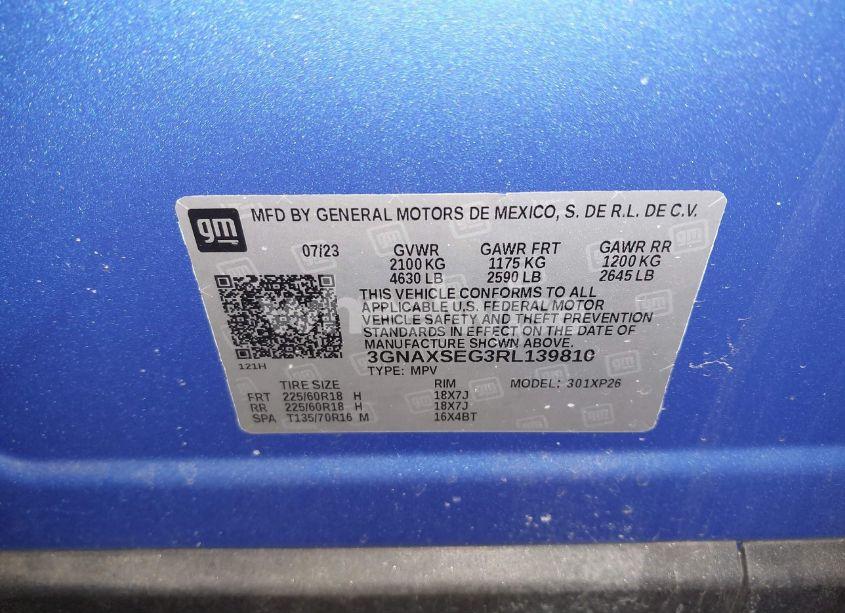 gm MFD BY GENERAL MOTORS DE MEXICO, S. DE R.L. DE C.V.
07/23 GVWR GAWR FRT GAWR RR
2100 KG 1175 KG 1200 KG
4630 LB 2590 LB 2645 LB
THIS VEHICLE CONFORMS TO ALL
APPLICABLE U.S. FEDERAL MOTOR
VEHICLE SAFETY AND THEFT PREVENTION
STANDARDS IN EFFECT ON THE DATE OF
MANUFACTURE SHOWN ABOVE.
3GNAXSEG3RL139810
121H
TYPE: MPV
TIRE SIZE RIM MODEL: 301XP26
FRT 225/60R18 H 18X7J
RR 225/60R18 H 18X7J
SPA T135/70R16 M 16X4BT